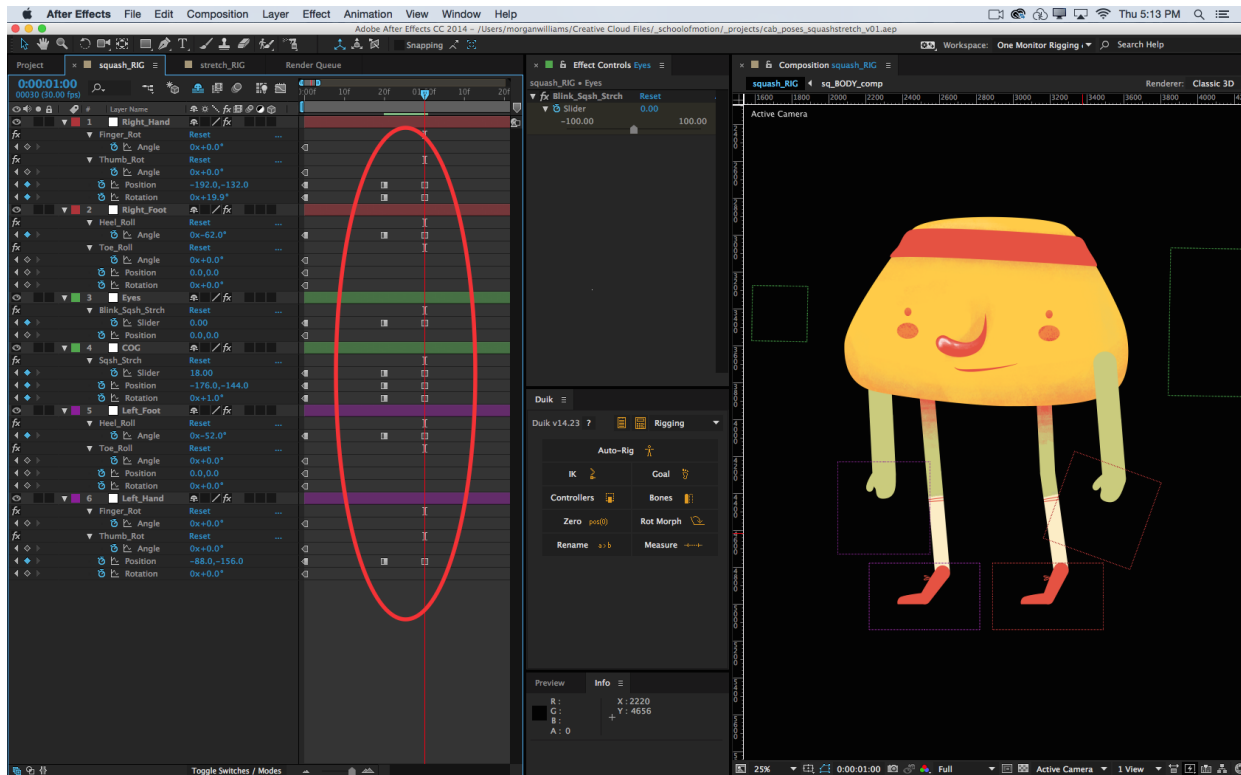 After Effects File Edit Composition Layer Effect Animation View Window Help Thu 5:13 PM
Adobe After Effects CC 2014 – /Users/morganwilliams/Creative Cloud Files/_schoolofmotion/_projects/cab_poses_squashstretch_v01.aep
Snapping Workspace: One Monitor Rigging Search Help
Project squash_RIG stretch_RIG Render Queue
0:00:01:00
00030 (30.00 fps)
# Layer Name
1 Right_Hand
Finger_Rot Reset ...
Angle 0x+0.0°
Thumb_Rot Reset ...
Angle 0x+0.0°
Position -192.0,-132.0
Rotation 0x+19.9°
2 Right_Foot
Heel_Roll Reset ...
Angle 0x-62.0°
Toe_Roll Reset ...
Angle 0x+0.0°
Position 0.0,0.0
Rotation 0x+0.0°
3 Eyes
Blink_Sqsh_Strch Reset ...
Slider 0.00
Position 0.0,0.0
4 COG
Sqsh_Strch Reset ...
Slider 18.00
Position -176.0,-144.0
Rotation 0x+1.0°
5 Left_Foot
Heel_Roll Reset ...
Angle 0x-52.0°
Toe_Roll Reset ...
Angle 0x+0.0°
Position 0.0,0.0
Rotation 0x+0.0°
6 Left_Hand
Finger_Rot Reset ...
Angle 0x+0.0°
Thumb_Rot Reset ...
Angle 0x+0.0°
Position -88.0,-156.0
Rotation 0x+0.0°
Toggle Switches / Modes
Effect Controls Eyes
squash_RIG • Eyes
fx Blink_Sqsh_Strch Reset
Slider 0.00
-100.00 100.00
Duik
Duik v14.23 ? Rigging
Auto-Rig
IK Goal
Controllers Bones
Zero pos(0) Rot Morph
Rename a>b Measure
Preview Info
R : X : 2220
G : Y : 4656
B :
A : 0
Composition squash_RIG
squash_RIG sq_BODY_comp Renderer: Classic 3D
1600 1800 2000 2200 2400 2600 2800 3000 3200 3400 3600 3800 4000
Active Camera
25% 0:00:01:00 Full Active Camera 1 View